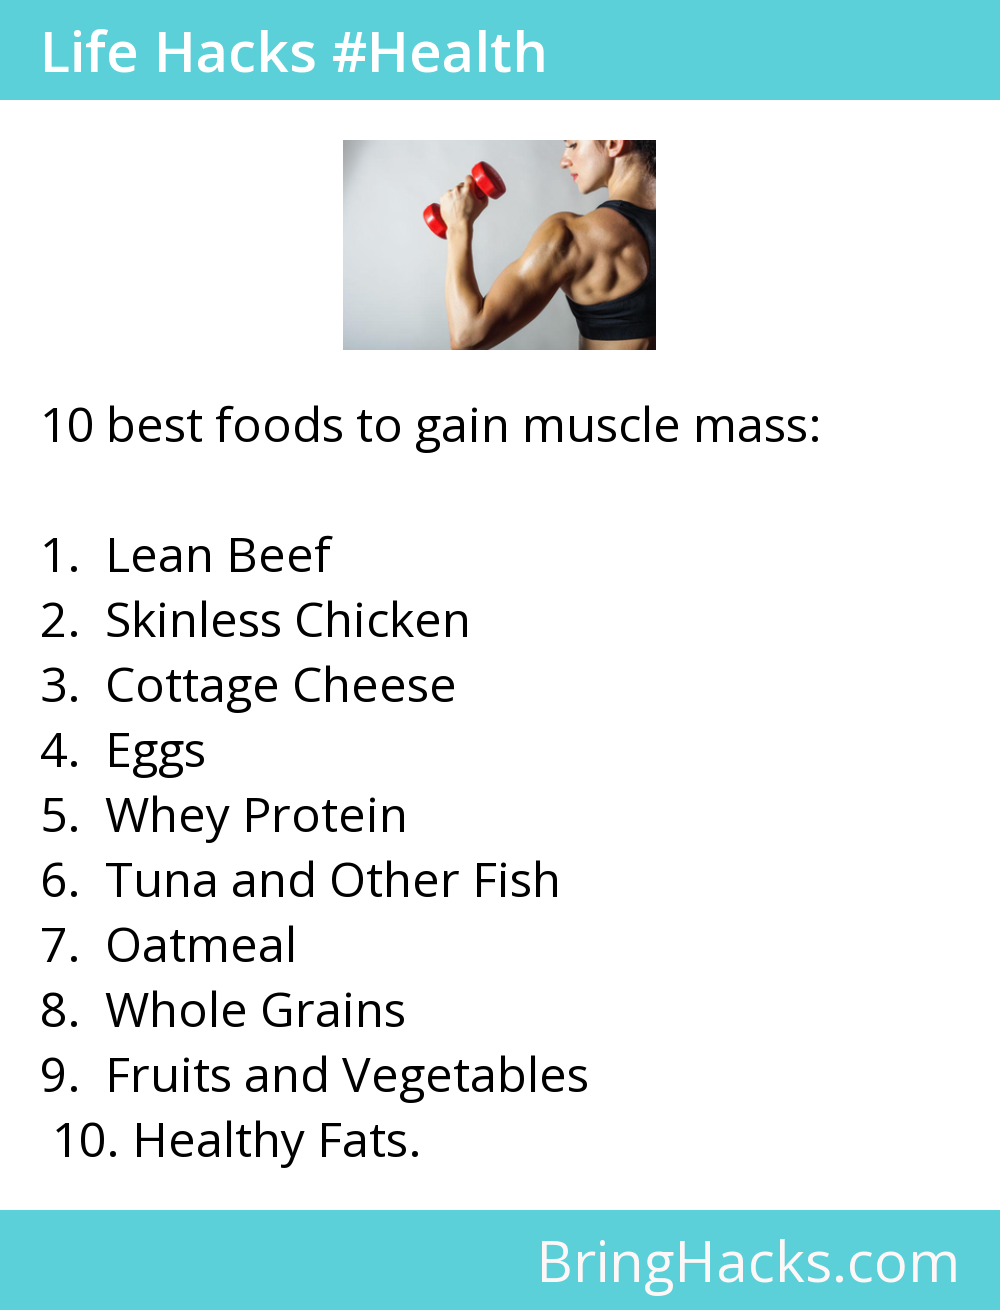 Life Hacks #Health
10 best foods to gain muscle mass:
1. Lean Beef
2. Skinless Chicken
3. Cottage Cheese
4. Eggs
5. Whey Protein
6. Tuna and Other Fish
7. Oatmeal
8. Whole Grains
9. Fruits and Vegetables
10. Healthy Fats.
BringHacks.com